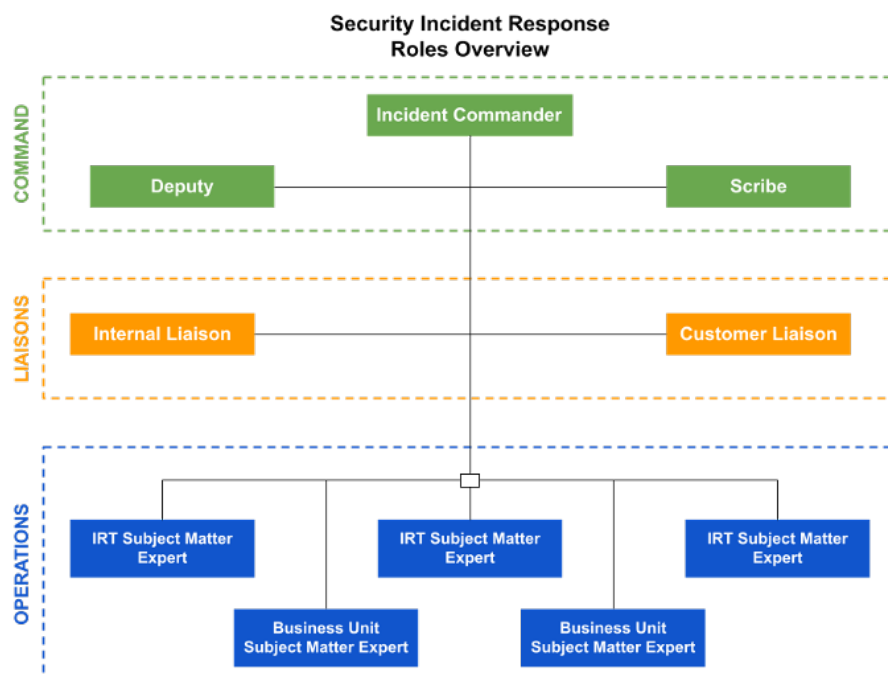 Security Incident Response
Roles Overview
COMMAND
Incident Commander
Deputy
Scribe
LIAISONS
Internal Liaison
Customer Liaison
OPERATIONS
IRT Subject Matter
Expert
IRT Subject Matter
Expert
IRT Subject Matter
Expert
Business Unit
Subject Matter Expert
Business Unit
Subject Matter Expert